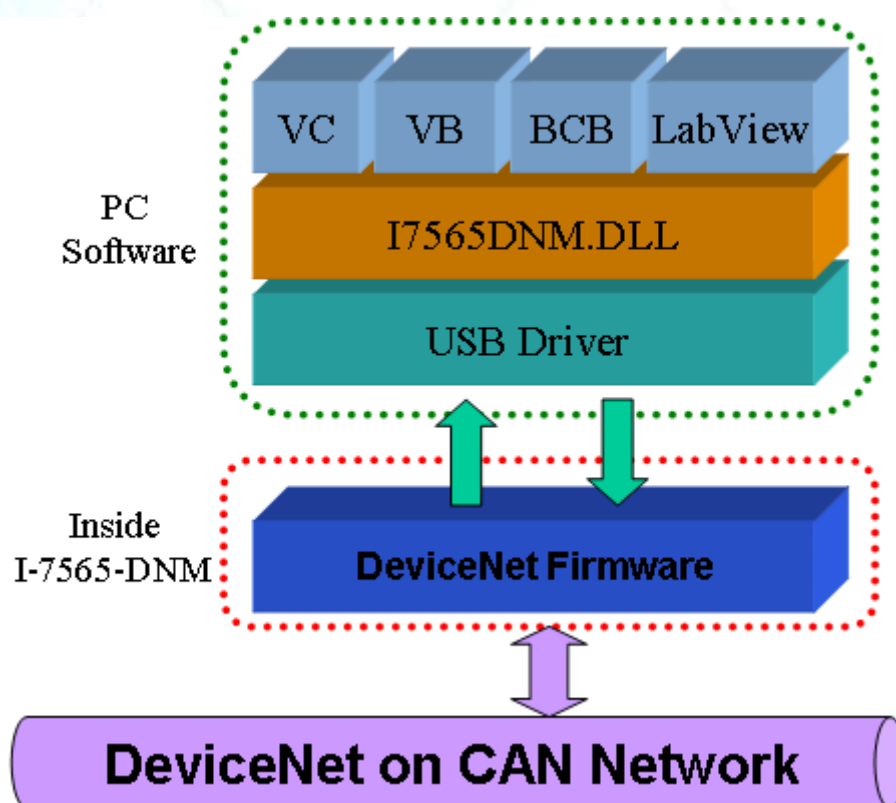 VC
VB
BCB
LabView
PC
Software
I7565DNM.DLL
USB Driver
Inside
I-7565-DNM
DeviceNet Firmware
DeviceNet on CAN Network